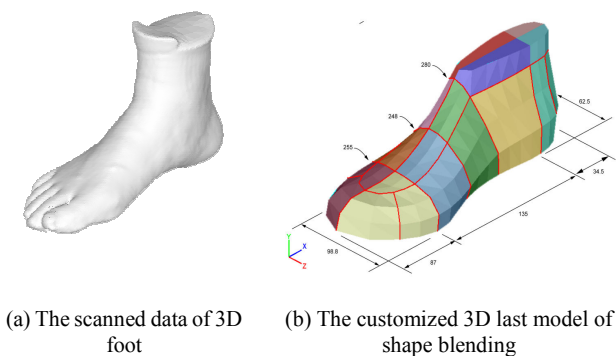 280
248
255
62.5
34.5
135
87
98.8
Y
X
Z
(a) The scanned data of 3D
foot
(b) The customized 3D last model of
shape blending